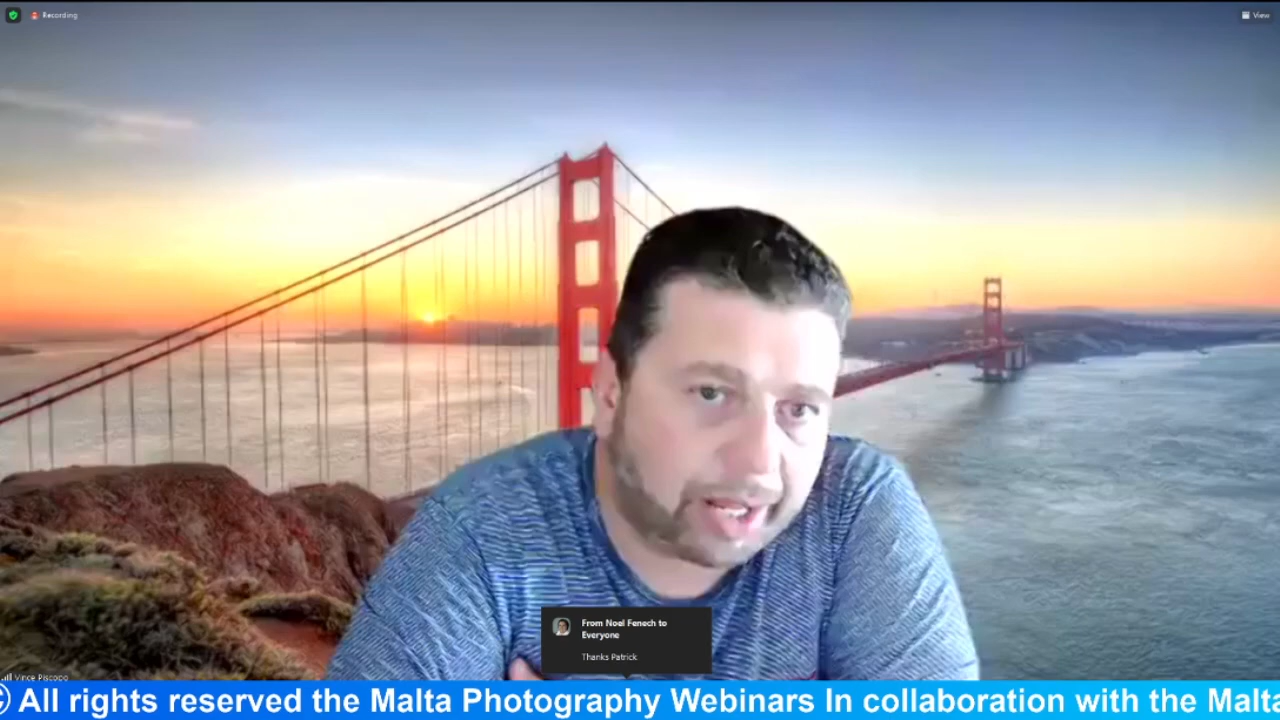 Recording
View
From Noel Fenech to
Everyone
Thanks Patrick
Vince Piscopo
© All rights reserved the Malta Photography Webinars In collaboration with the Malta